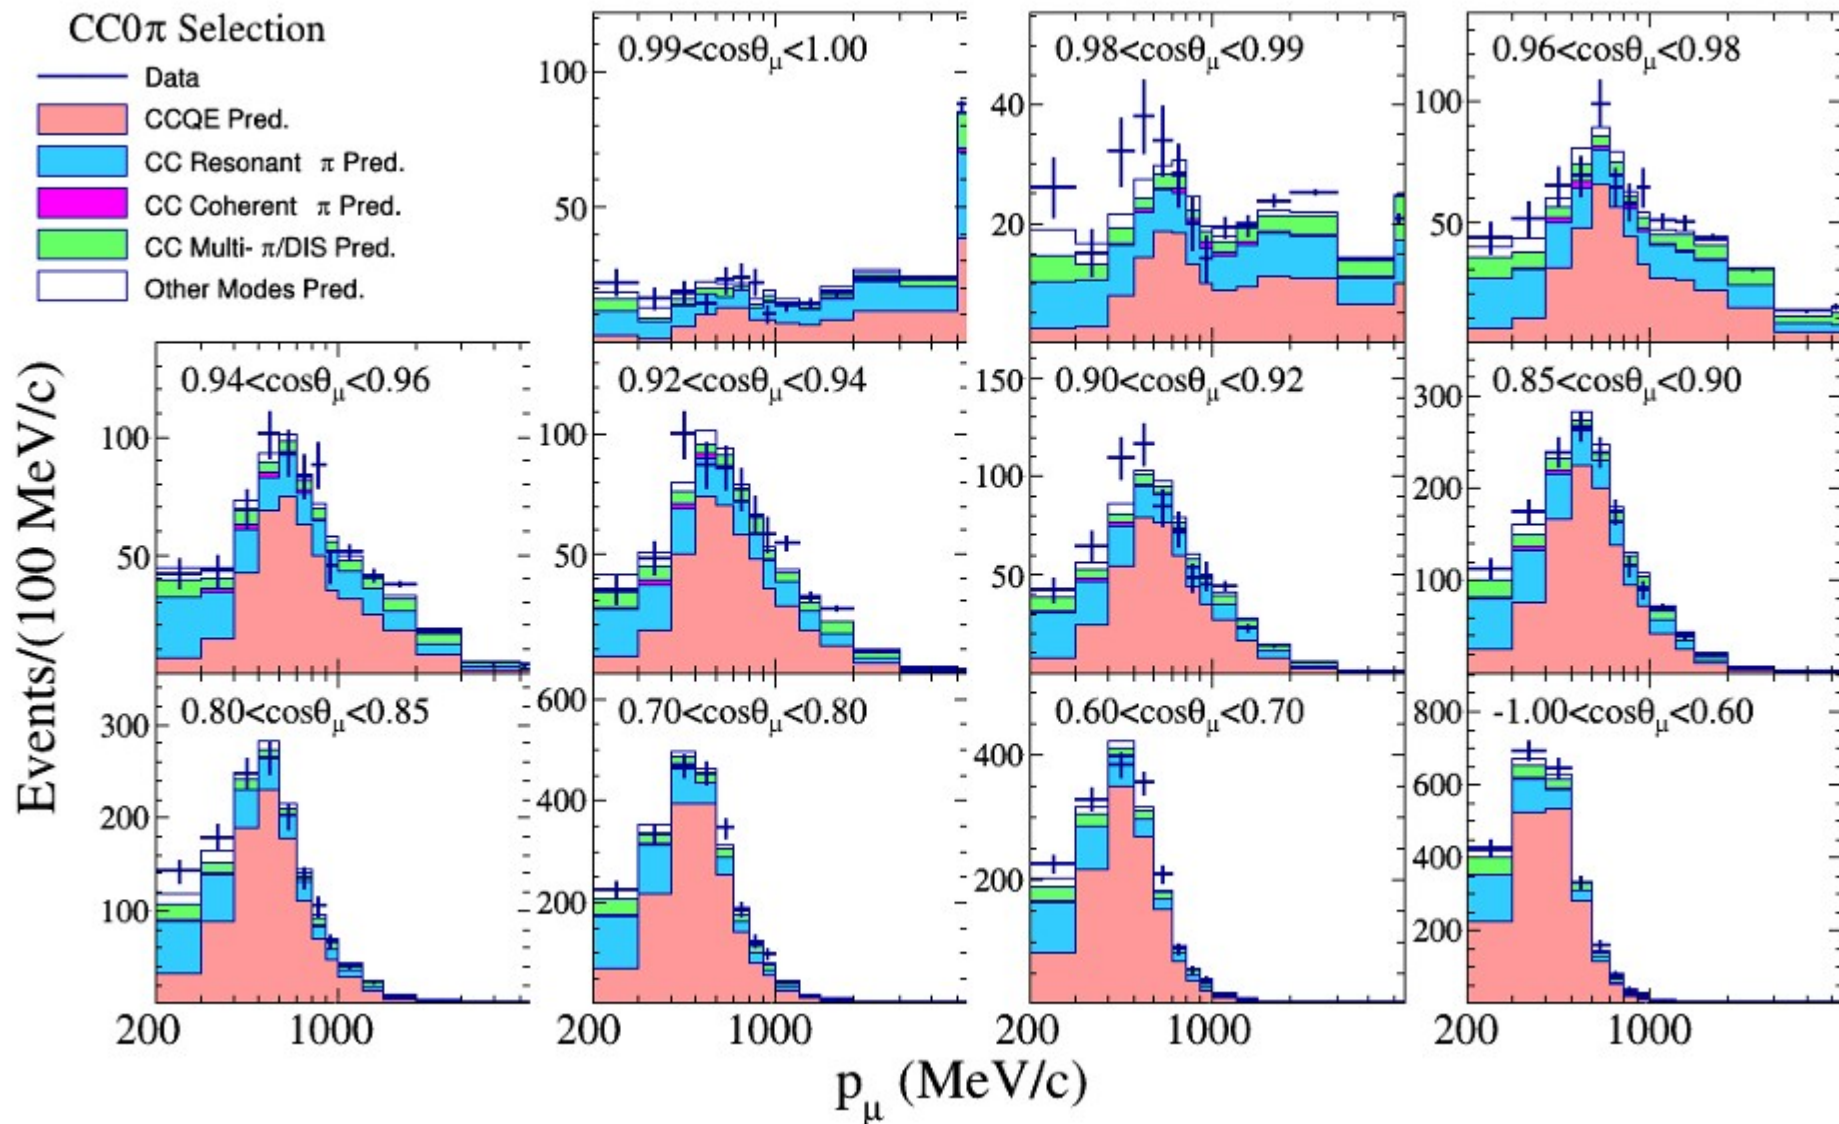 CC0π Selection
Data
CCQE Pred.
CC Resonant π Pred.
CC Coherent π Pred.
CC Multi- π/DIS Pred.
Other Modes Pred.
0.99<cosθμ<1.00
100
50
0.98<cosθμ<0.99
40
20
0.96<cosθμ<0.98
100
50
Events/(100 MeV/c)
0.94<cosθμ<0.96
100
50
0.92<cosθμ<0.94
100
50
0.90<cosθμ<0.92
150
100
50
0.85<cosθμ<0.90
300
200
100
0.80<cosθμ<0.85
300
200
100
0.70<cosθμ<0.80
600
400
200
0.60<cosθμ<0.70
400
200
-1.00<cosθμ<0.60
800
600
400
200
200 1000
200 1000
200 1000
200 1000
pμ (MeV/c)